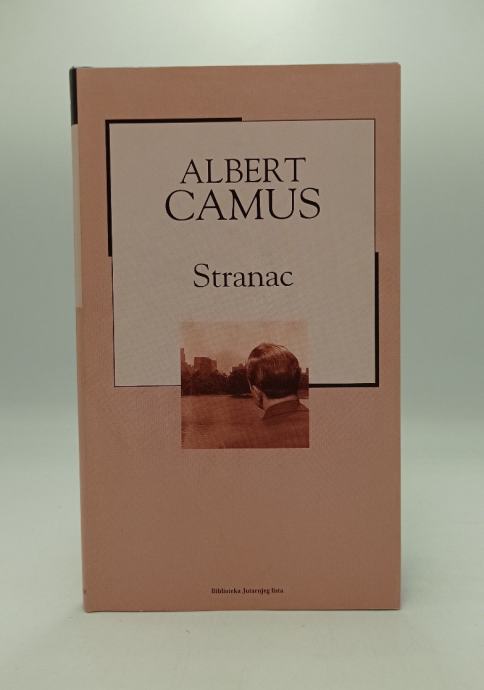 ALBERT
CAMUS
Stranac
Biblioteka Jutarnjeg lista